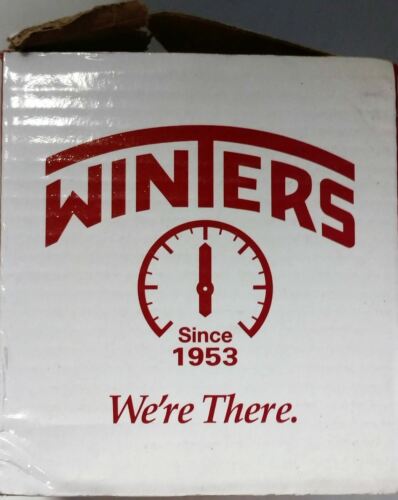 WINTERS
Since
1953
We're There.